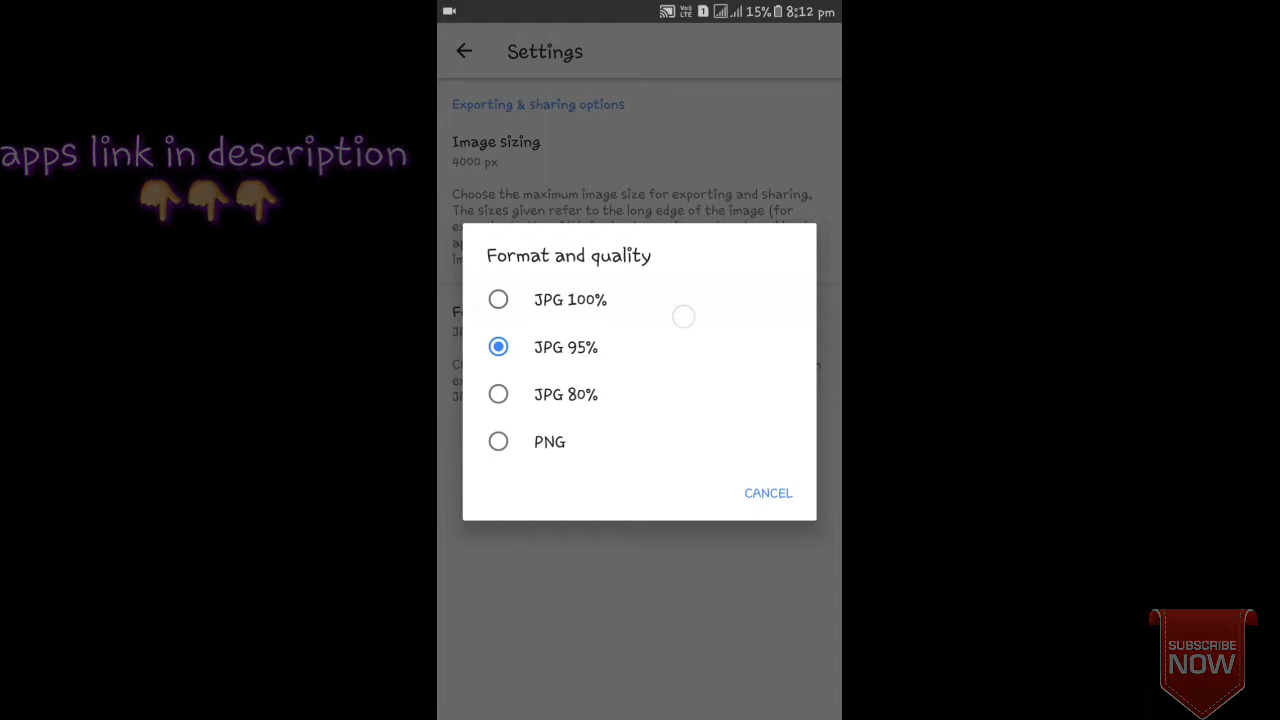 VoLTE 1 15% 8:12 pm
Settings
Exporting & sharing options
apps link in description
Image sizing
4000 px
Choose the maximum image size for exporting and sharing.
The sizes given refer to the long edge of the image (for
Format and quality
JPG 100%
JPG 95%
JPG 80%
PNG
CANCEL
SUBSCRIBE
NOW